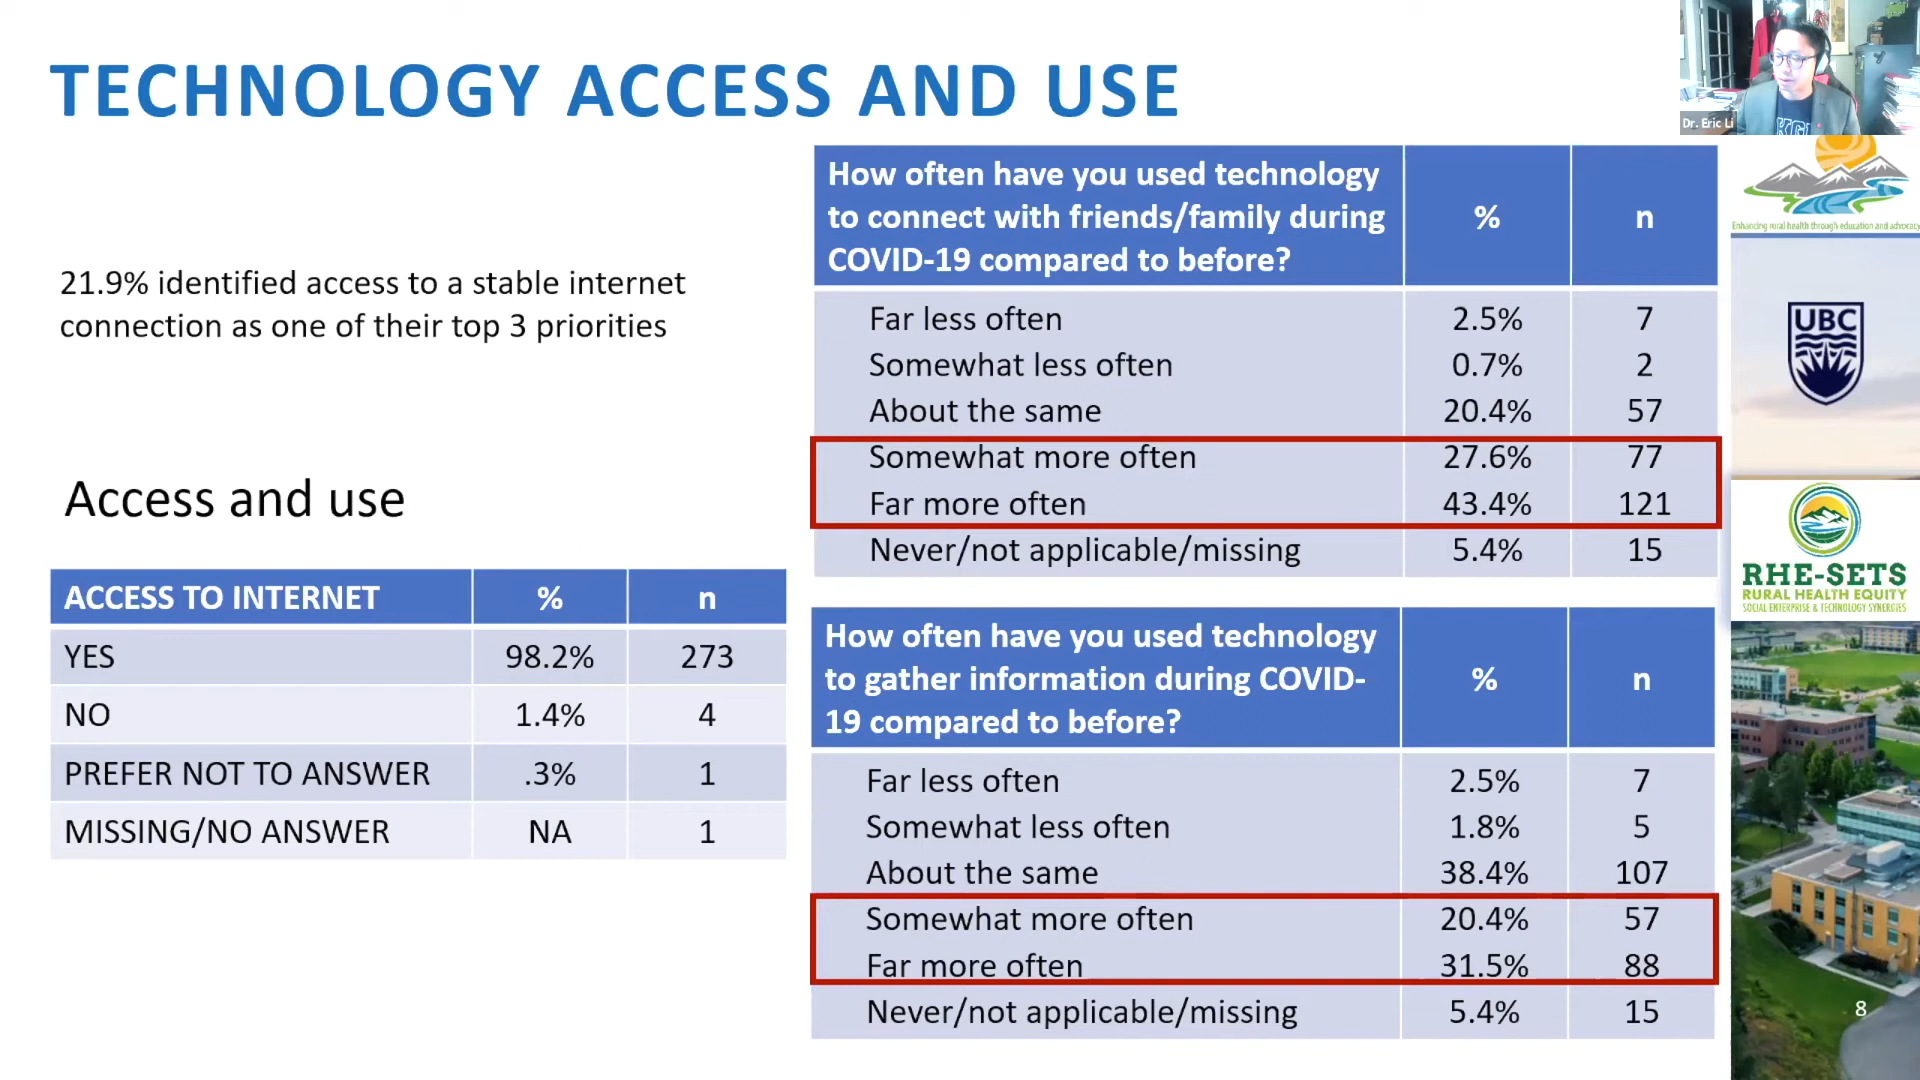 TECHNOLOGY ACCESS AND USE
21.9% identified access to a stable internet
connection as one of their top 3 priorities
Access and use
ACCESS TO INTERNET % n
YES 98.2% 273
NO 1.4% 4
PREFER NOT TO ANSWER .3% 1
MISSING/NO ANSWER NA 1
How often have you used technology
to connect with friends/family during
COVID-19 compared to before? % n
Far less often 2.5% 7
Somewhat less often 0.7% 2
About the same 20.4% 57
Somewhat more often 27.6% 77
Far more often 43.4% 121
Never/not applicable/missing 5.4% 15
How often have you used technology
to gather information during COVID-
19 compared to before? % n
Far less often 2.5% 7
Somewhat less often 1.8% 5
About the same 38.4% 107
Somewhat more often 20.4% 57
Far more often 31.5% 88
Never/not applicable/missing 5.4% 15
Dr. Eric Li
Enhancing rural health through education and advocacy
UBC
RHE-SETS
RURAL HEALTH EQUITY
SOCIAL ENTERPRISE & TECHNOLOGY SYNERGIES
8